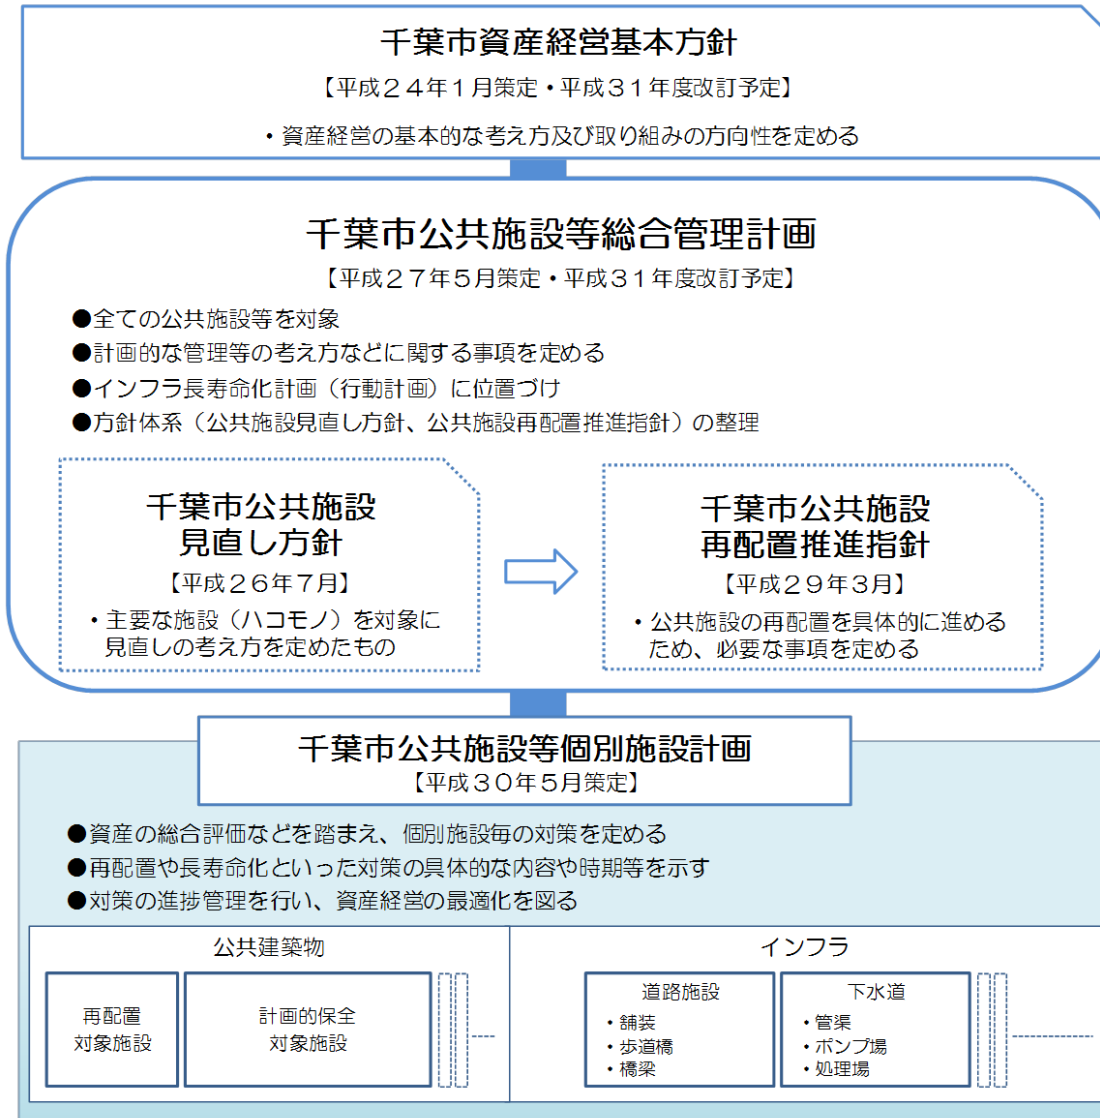 千葉市資産経営基本方針
【平成２４年１月策定・平成３１年度改訂予定】
・資産経営の基本的な考え方及び取り組みの方向性を定める
千葉市公共施設等総合管理計画
【平成２７年５月策定・平成３１年度改訂予定】
●全ての公共施設等を対象
●計画的な管理等の考え方などに関する事項を定める
●インフラ長寿命化計画（行動計画）に位置づけ
●方針体系（公共施設見直し方針、公共施設再配置推進指針）の整理
千葉市公共施設
見直し方針
【平成２６年７月】
・主要な施設（ハコモノ）を対象に
見直しの考え方を定めたもの
千葉市公共施設
再配置推進指針
【平成２９年３月】
・公共施設の再配置を具体的に進める
ため、必要な事項を定める
千葉市公共施設等個別施設計画
【平成３０年５月策定】
●資産の総合評価などを踏まえ、個別施設毎の対策を定める
●再配置や長寿命化といった対策の具体的な内容や時期等を示す
●対策の進捗管理を行い、資産経営の最適化を図る
公共建築物
再配置
対象施設
計画的保全
対象施設
インフラ
道路施設
・舗装
・歩道橋
・橋梁
下水道
・管渠
・ポンプ場
・処理場